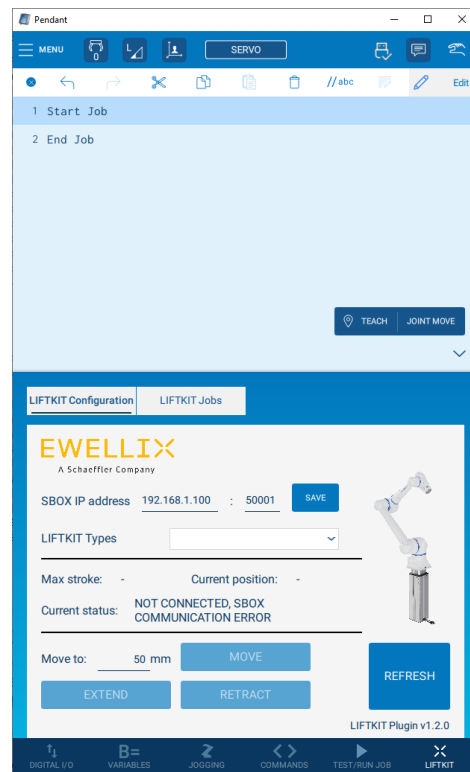 Pendant
MENU
0
SERVO
//abc
Edit
1 Start Job
2 End Job
TEACH JOINT MOVE
LIFTKIT Configuration LIFTKIT Jobs
EWELLIX
A Schaeffler Company
SBOX IP address 192.168.1.100 : 50001 SAVE
LIFTKIT Types
Max stroke: - Current position: -
Current status: NOT CONNECTED, SBOX
COMMUNICATION ERROR
Move to: 50 mm MOVE
EXTEND RETRACT REFRESH
LIFTKIT Plugin v1.2.0
B=
DIGITAL I/O VARIABLES JOGGING COMMANDS TEST/RUN JOB LIFTKIT